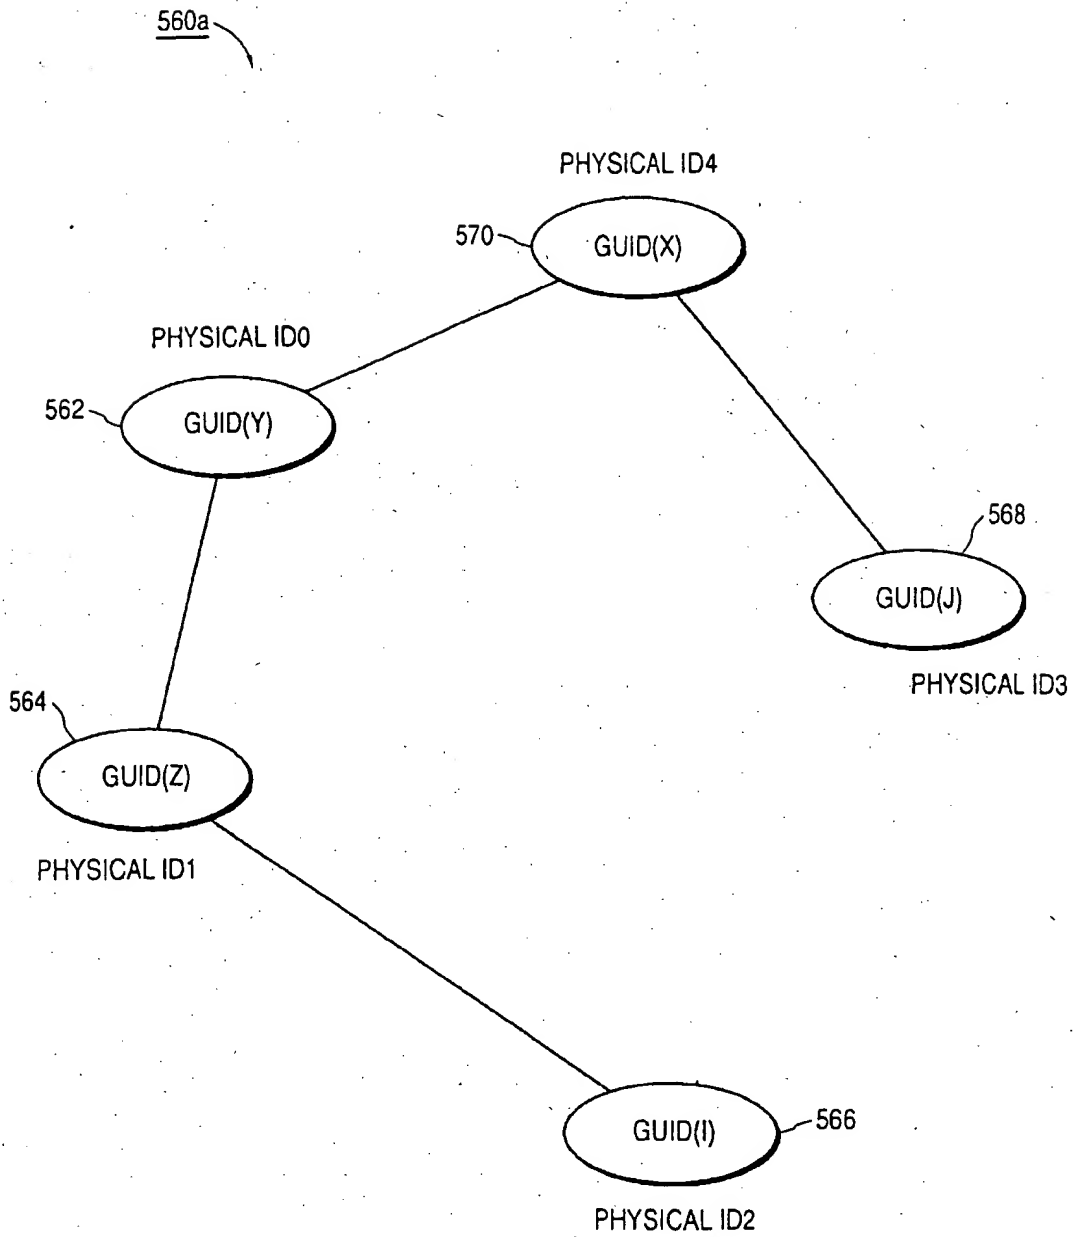 560a
PHYSICAL ID4
570
GUID(X)
PHYSICAL ID0
562
GUID(Y)
568
GUID(J)
PHYSICAL ID3
564
GUID(Z)
PHYSICAL ID1
GUID(I)
566
PHYSICAL ID2